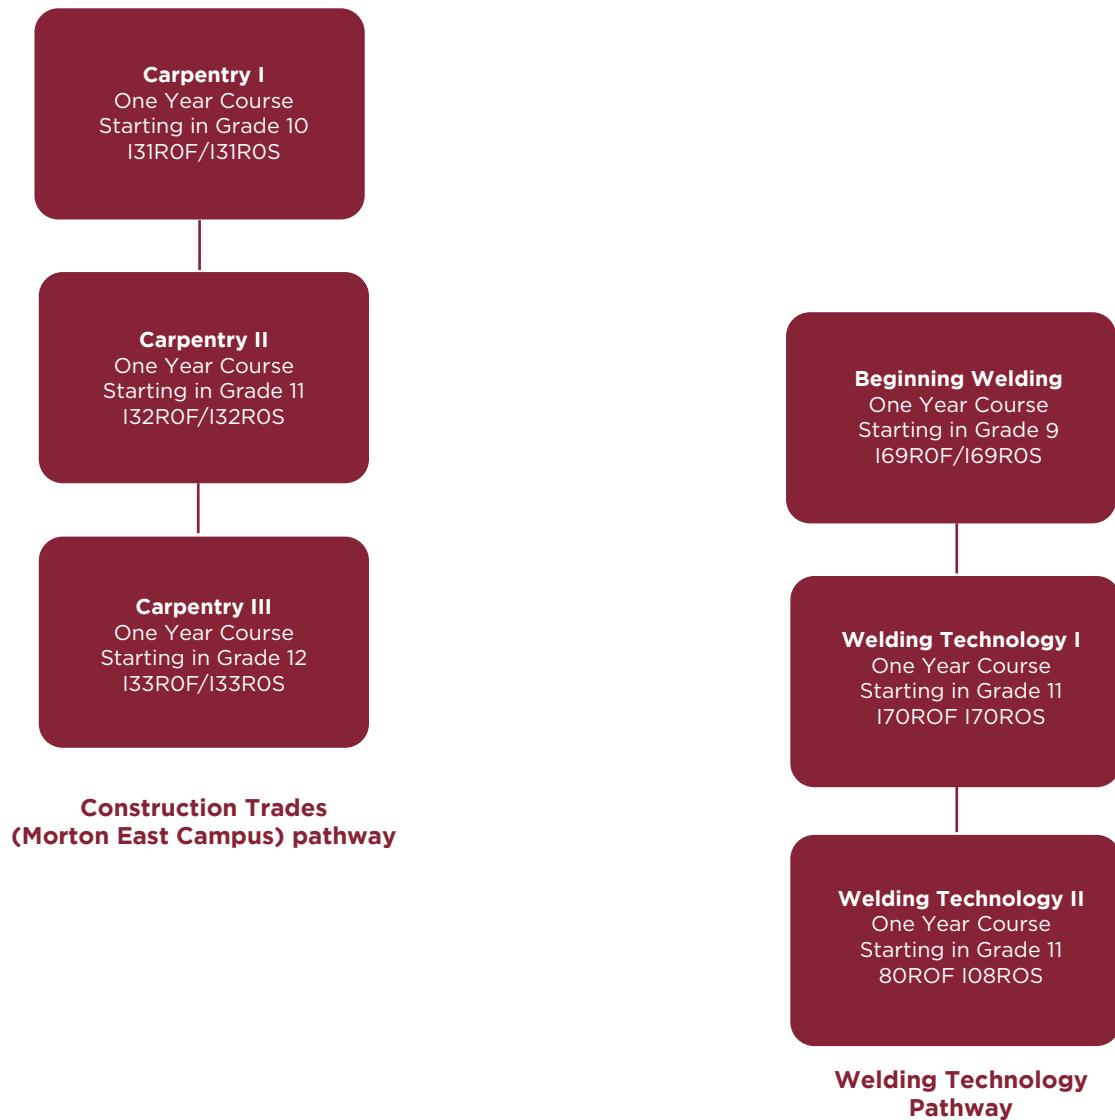 Carpentry I
One Year Course
Starting in Grade 10
I31R0F/I31R0S
Carpentry II
One Year Course
Starting in Grade 11
I32R0F/I32R0S
Carpentry III
One Year Course
Starting in Grade 12
I33R0F/I33R0S
Construction Trades
(Morton East Campus) pathway
Beginning Welding
One Year Course
Starting in Grade 9
I69R0F/I69R0S
Welding Technology I
One Year Course
Starting in Grade 11
I70ROF I70ROS
Welding Technology II
One Year Course
Starting in Grade 11
80ROF I08ROS
Welding Technology
Pathway